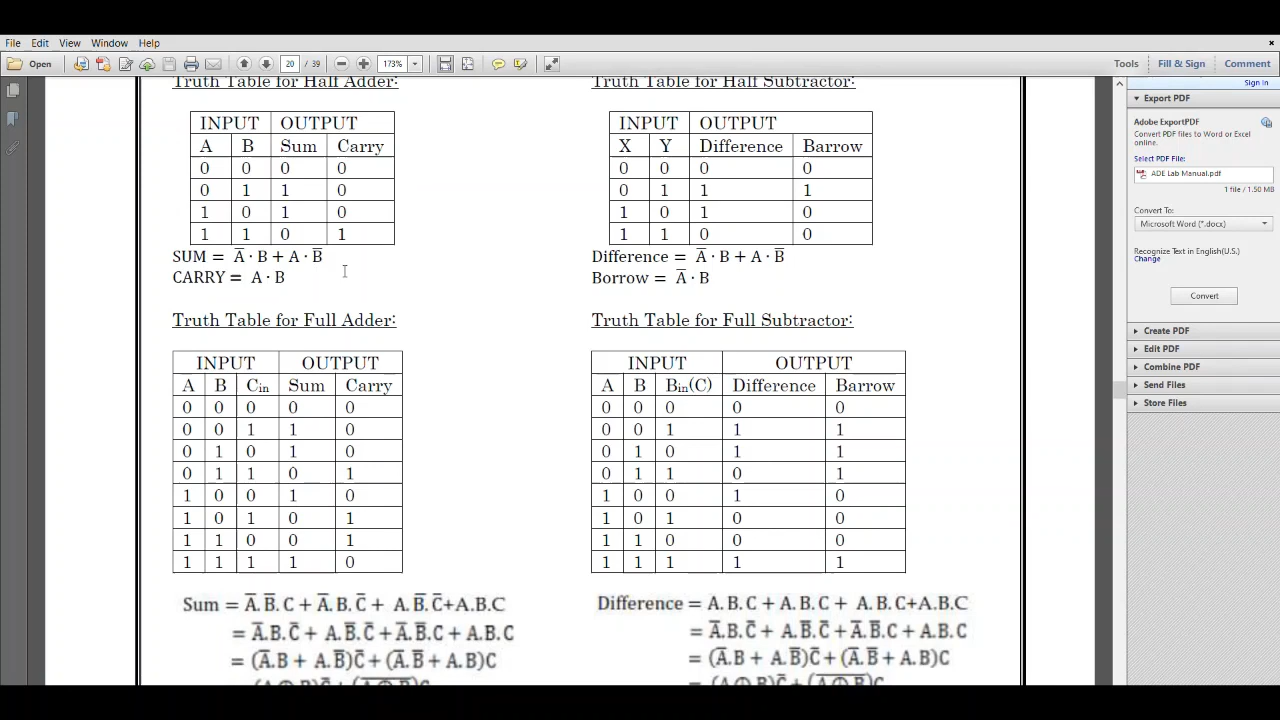 File Edit View Window Help ×
Open 20 / 39 173% Tools Fill & Sign Comment
Sign In
Export PDF
Adobe ExportPDF
Convert PDF files to Word or Excel
online.
Select PDF File:
ADE Lab Manual.pdf
1 file / 1.50 MB
Convert To:
Microsoft Word (*.docx)
Recognize Text in English(U.S.)
Change
Convert
Create PDF
Edit PDF
Combine PDF
Send Files
Store Files
Truth Table for Half Adder:
INPUT OUTPUT
A B Sum Carry
0 0 0 0
0 1 1 0
1 0 1 0
1 1 0 1
SUM = A̅ · B + A · B̅
CARRY = A · B
Truth Table for Half Subtractor:
INPUT OUTPUT
X Y Difference Barrow
0 0 0 0
0 1 1 1
1 0 1 0
1 1 0 0
Difference = A̅ · B + A · B̅
Borrow = A̅ · B
Truth Table for Full Adder:
INPUT OUTPUT
A B Cin Sum Carry
0 0 0 0 0
0 0 1 1 0
0 1 0 1 0
0 1 1 0 1
1 0 0 1 0
1 0 1 0 1
1 1 0 0 1
1 1 1 1 0
Sum = A̅.B̅.C + A̅.B.C̅ + A.B̅.C̅+A.B.C
= A̅.B.C̅ + A.B̅.C̅ + A̅.B̅.C + A.B.C
= (A̅.B + A.B̅)C̅ + (A̅.B̅ + A.B)C
Truth Table for Full Subtractor:
INPUT OUTPUT
A B Bin(C) Difference Barrow
0 0 0 0 0
0 0 1 1 1
0 1 0 1 1
0 1 1 0 1
1 0 0 1 0
1 0 1 0 0
1 1 0 0 0
1 1 1 1 1
Difference = A.B.C + A.B.C + A.B.C+A.B.C
= A̅.B.C̅ + A.B̅.C̅ + A̅.B̅.C + A.B.C
= (A̅.B + A.B̅)C̅ + (A̅.B̅ + A.B)C